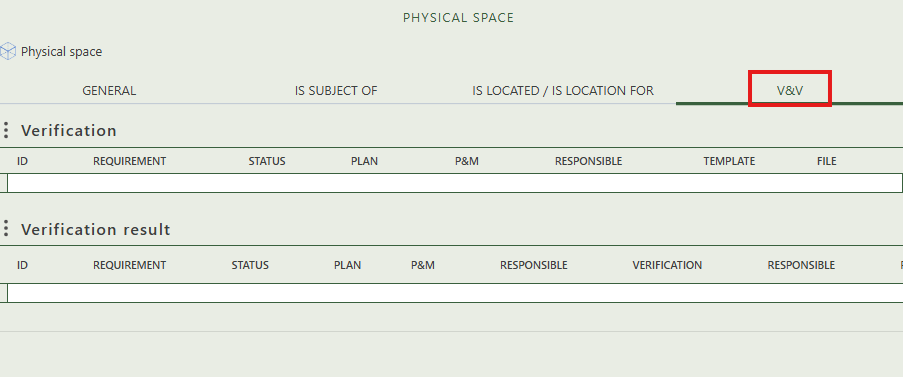 PHYSICAL SPACE
Physical space
GENERAL IS SUBJECT OF IS LOCATED / IS LOCATION FOR V&V
Verification
ID REQUIREMENT STATUS PLAN P&M RESPONSIBLE TEMPLATE FILE
Verification result
ID REQUIREMENT STATUS PLAN P&M RESPONSIBLE VERIFICATION RESPONSIBLE